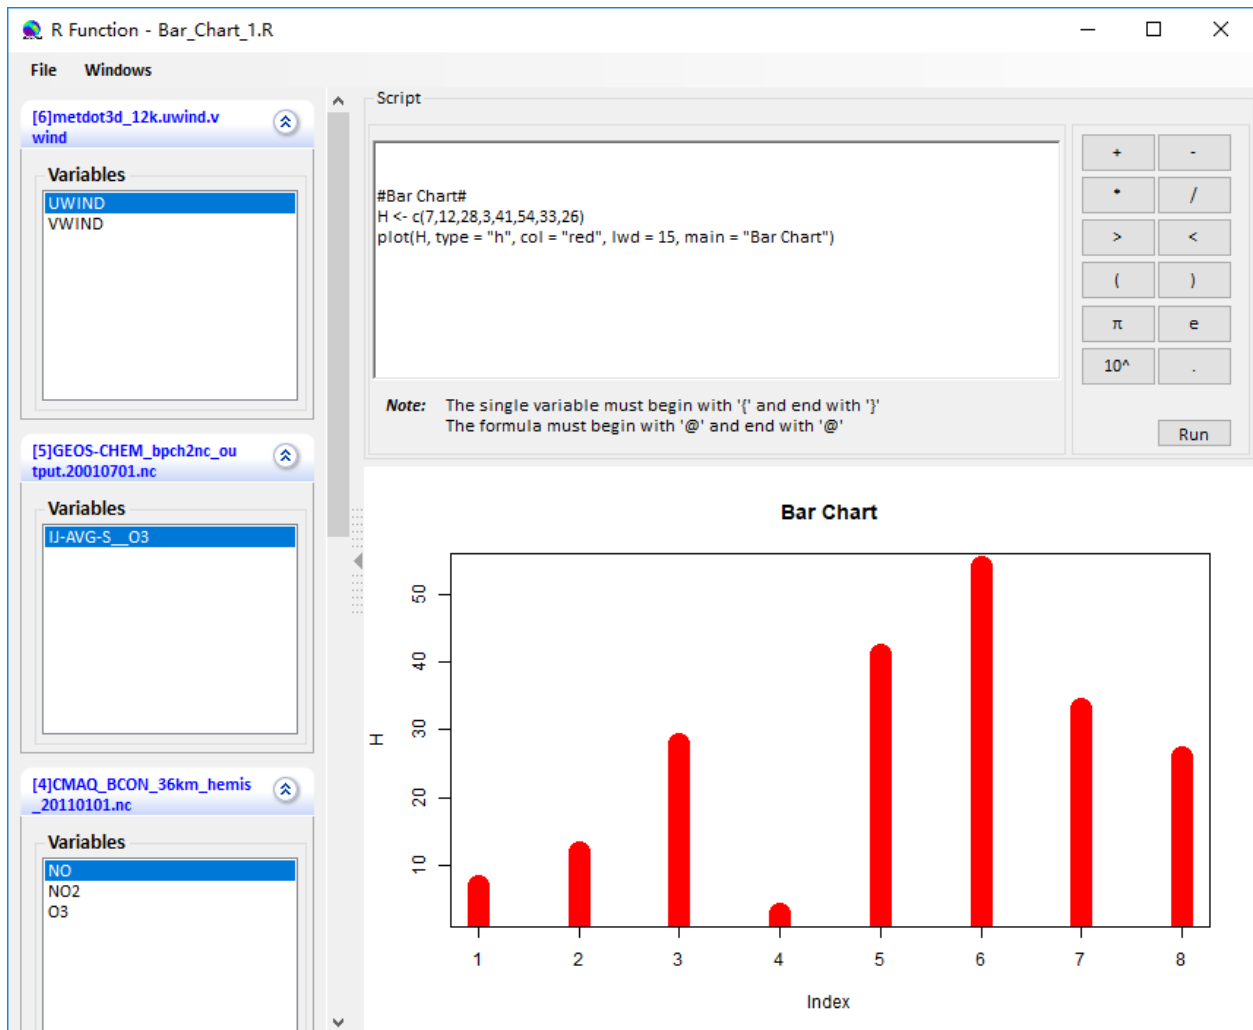 R Function - Bar_Chart_1.R
File Windows
[6]metdot3d_12k.uwind.v
wind
Variables
UWIND
VWIND
[5]GEOS-CHEM_bpch2nc_ou
tput.20010701.nc
Variables
IJ-AVG-S__O3
[4]CMAQ_BCON_36km_hemis
_20110101.nc
Variables
NO
NO2
O3
Script
#Bar Chart#
H <- c(7,12,28,3,41,54,33,26)
plot(H, type = "h", col = "red", lwd = 15, main = "Bar Chart")
Note: The single variable must begin with '{' and end with '}'
The formula must begin with '@' and end with '@'
+ -
* /
> <
( )
π e
10^ .
Run
Bar Chart
H
50
40
30
20
10
1 2 3 4 5 6 7 8
Index